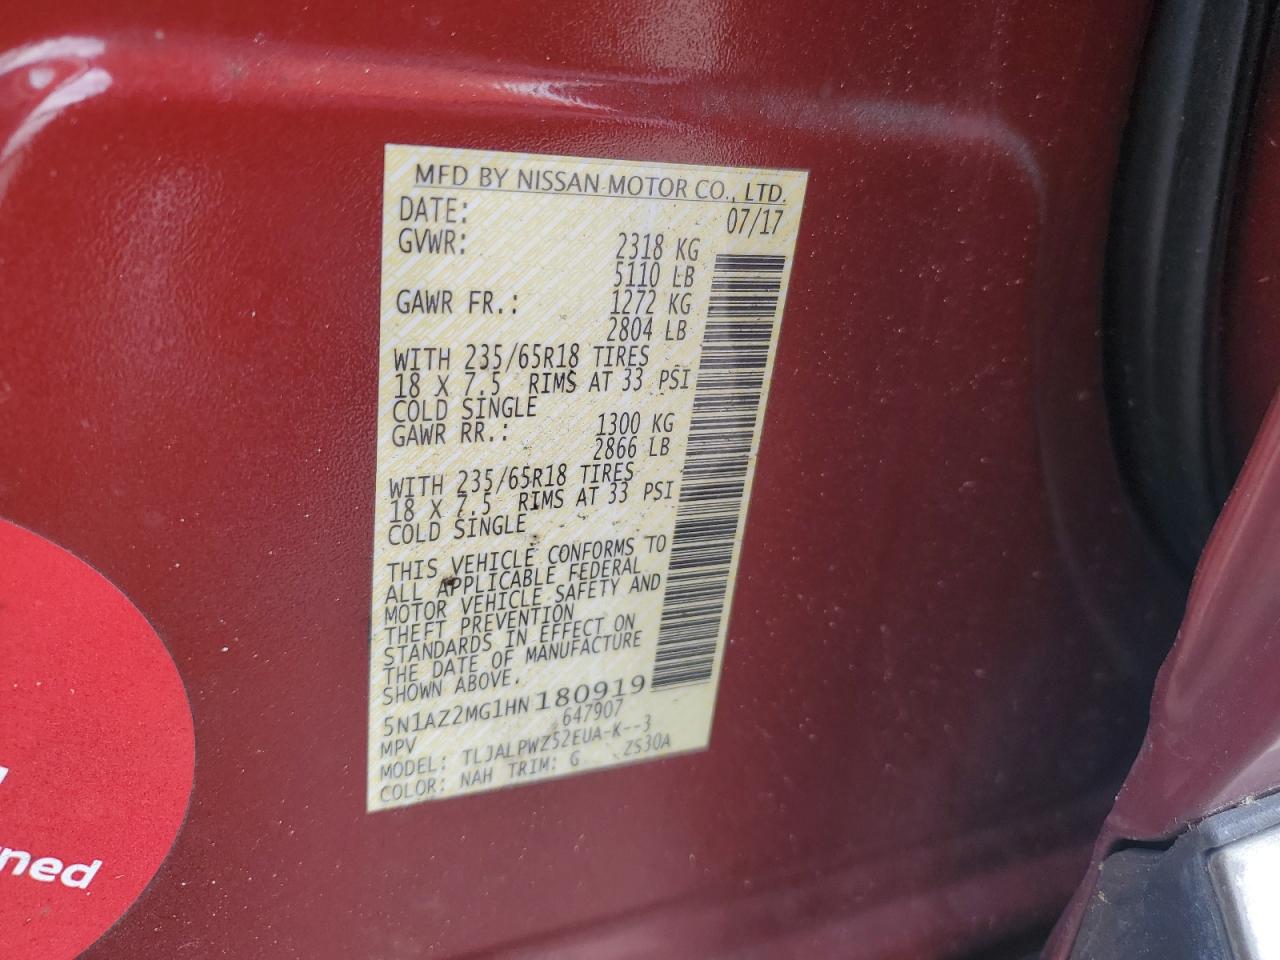 MFD BY NISSAN MOTOR CO., LTD.
DATE: 07/17
GVWR: 2318 KG
5110 LB
GAWR FR.: 1272 KG
2804 LB
WITH 235/65R18 TIRES
18 X 7.5 RIMS AT 33 PSI
COLD SINGLE
GAWR RR.: 1300 KG
2866 LB
WITH 235/65R18 TIRES
18 X 7.5 RIMS AT 33 PSI
COLD SINGLE
THIS VEHICLE CONFORMS TO
ALL APPLICABLE FEDERAL
MOTOR VEHICLE SAFETY AND
THEFT PREVENTION
STANDARDS IN EFFECT ON
THE DATE OF MANUFACTURE
SHOWN ABOVE.
5N1AZ2MG1HN180919
MPV 647907
MODEL: TLJALPWZ52EUA-K--3
COLOR: NAH TRIM: G ZS30A
ned